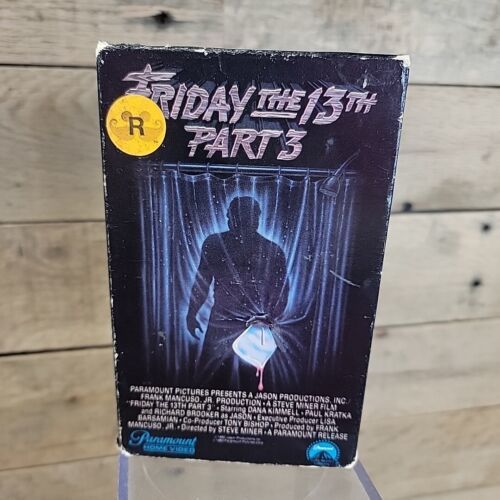 FRIDAY THE 13TH
PART 3
R
PARAMOUNT PICTURES PRESENTS A JASON PRODUCTIONS, INC.
FRANK MANCUSO, JR. PRODUCTION • A STEVE MINER FILM
"FRIDAY THE 13TH PART 3" • Starring DANA KIMMELL • PAUL KRATKA
and RICHARD BROOKER as JASON • Executive Producer LISA
BARSAMIAN • Co-Producer TONY BISHOP • Produced by FRANK
MANCUSO, JR. • Directed by STEVE MINER • A PARAMOUNT RELEASE
Paramount
HOME VIDEO
Paramount